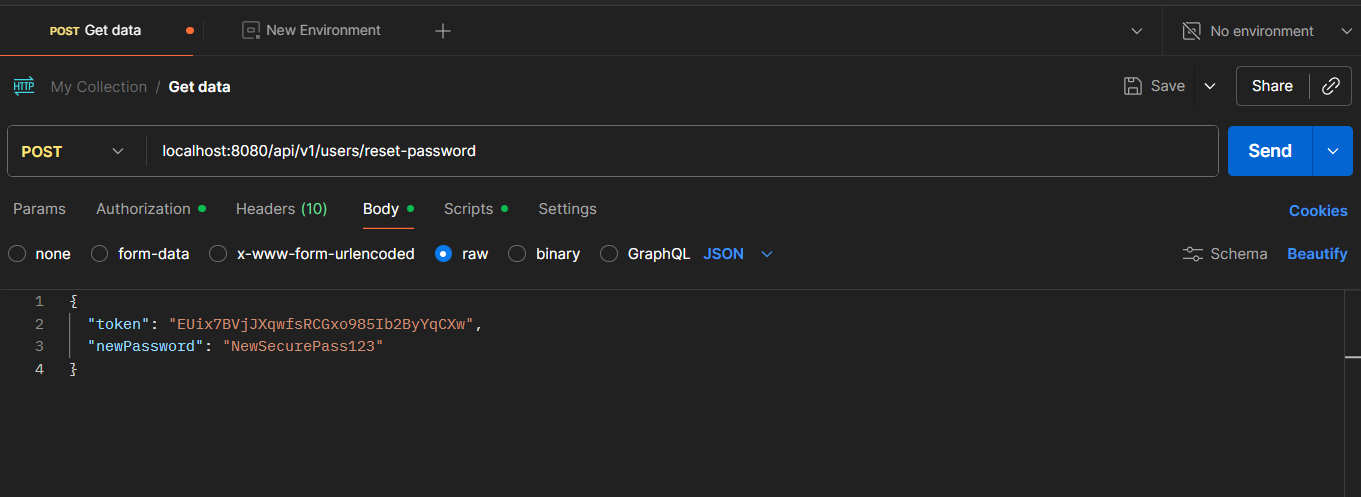 POST Get data New Environment No environment
HTTP My Collection / Get data Save Share
POST localhost:8080/api/v1/users/reset-password Send
Params Authorization Headers (10) Body Scripts Settings Cookies
none form-data x-www-form-urlencoded raw binary GraphQL JSON Schema Beautify
1 {
2 "token": "EUix7BVjJXqwfsRCGxo985Ib2ByYqCXw",
3 "newPassword": "NewSecurePass123"
4 }